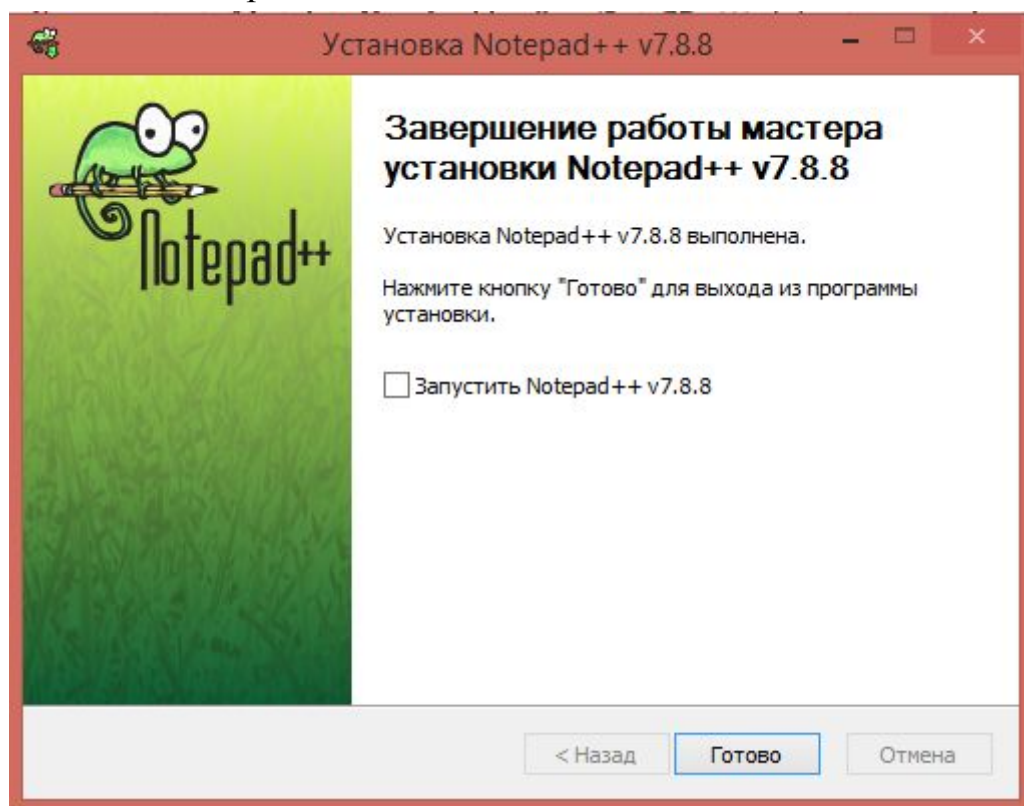 Установка Notepad++ v7.8.8
Notepad++
Завершение работы мастера
установки Notepad++ v7.8.8
Установка Notepad++ v7.8.8 выполнена.
Нажмите кнопку "Готово" для выхода из программы
установки.
Запустить Notepad++ v7.8.8
< Назад
Готово
Отмена